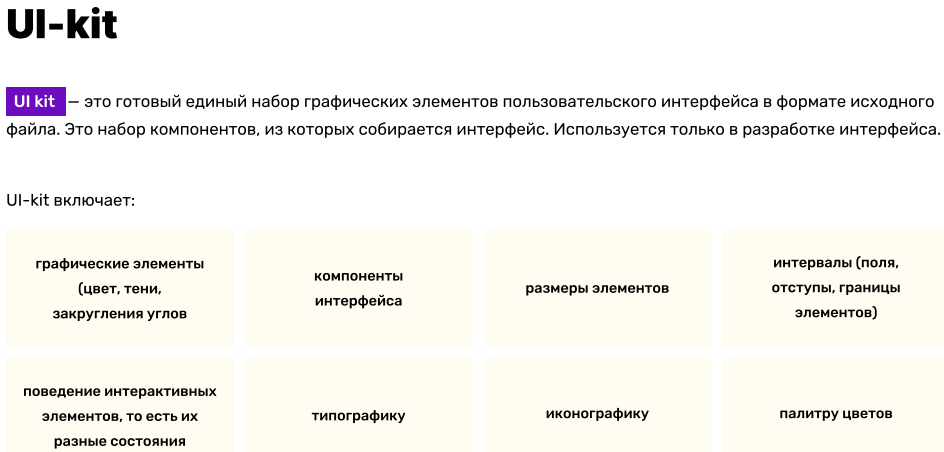 UI-kit
UI kit — это готовый единый набор графических элементов пользовательского интерфейса в формате исходного
файла. Это набор компонентов, из которых собирается интерфейс. Используется только в разработке интерфейса.
UI-kit включает:
графические элементы
(цвет, тени,
закругления углов
компоненты
интерфейса
размеры элементов
интервалы (поля,
отступы, границы
элементов)
поведение интерактивных
элементов, то есть их
разные состояния
типографику
иконографику
палитру цветов